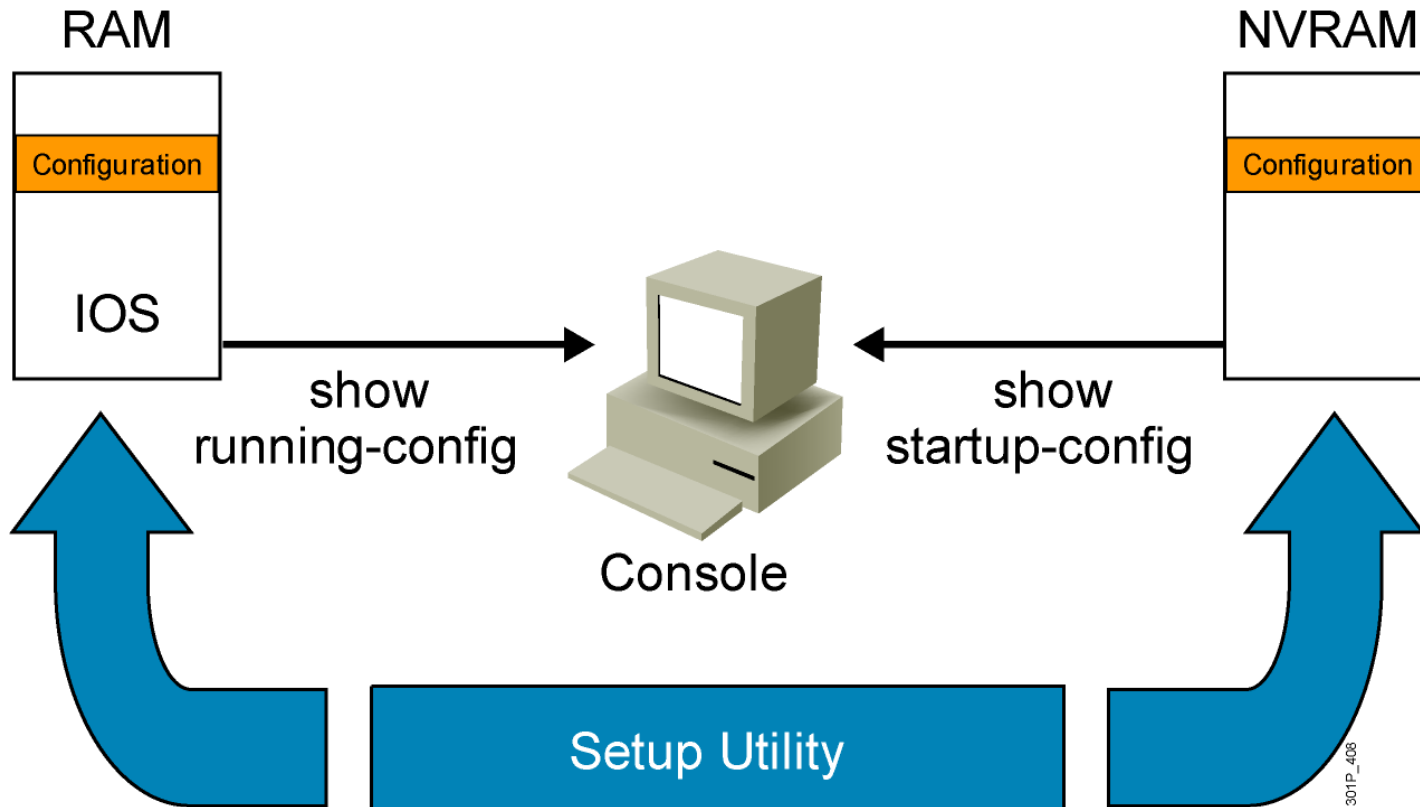 RAM
NVRAM
Configuration
Configuration
IOS
show
running-config
show
startup-config
Console
Setup Utility
301P_408